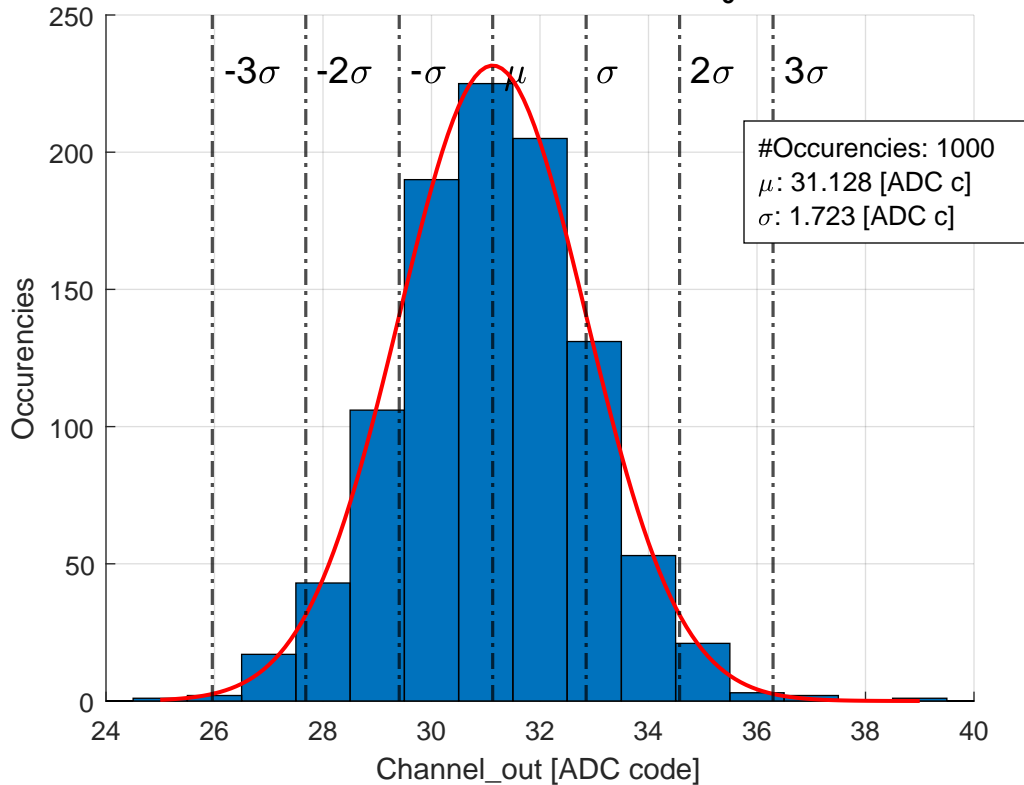 250
200
150
100
50
0
24 26 28 30 32 34 36 38 40
-3σ -2σ -σ μ σ 2σ 3σ
#Occurencies: 1000
μ: 31.128 [ADC c]
σ: 1.723 [ADC c]
Occurencies
Channel_out [ADC code]